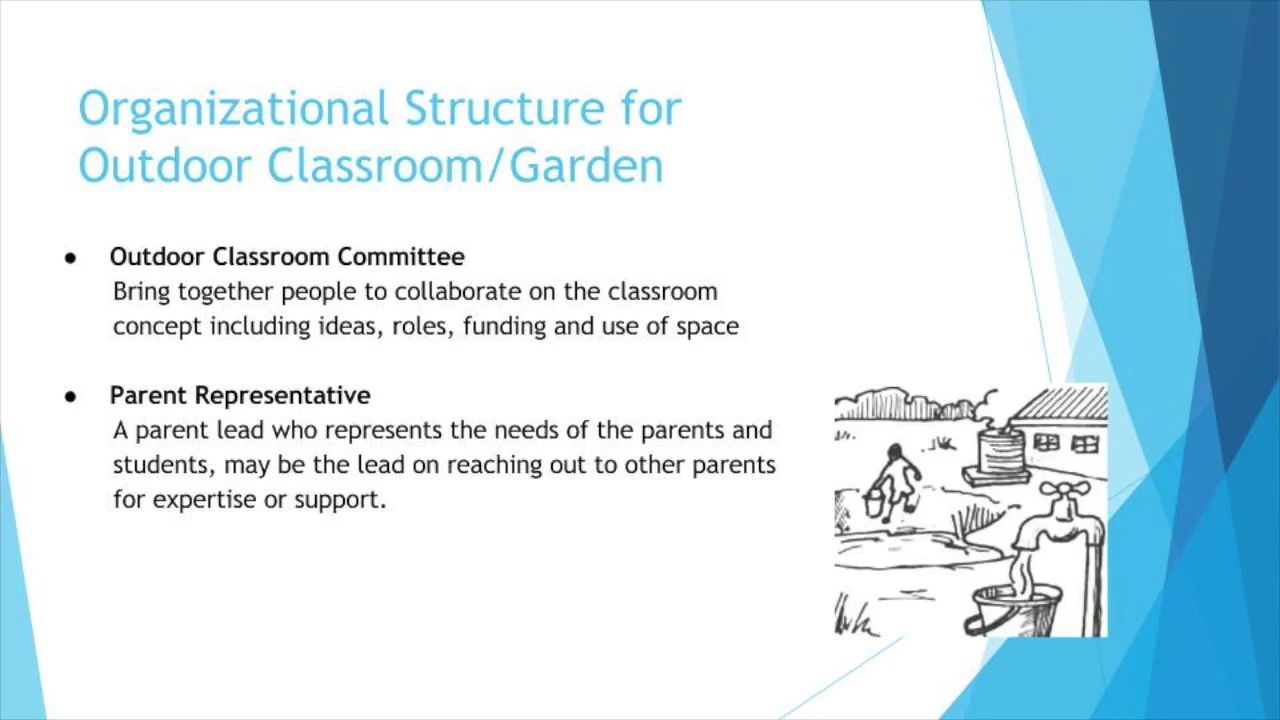 Organizational Structure for
Outdoor Classroom/Garden
● Outdoor Classroom Committee
Bring together people to collaborate on the classroom
concept including ideas, roles, funding and use of space
● Parent Representative
A parent lead who represents the needs of the parents and
students, may be the lead on reaching out to other parents
for expertise or support.